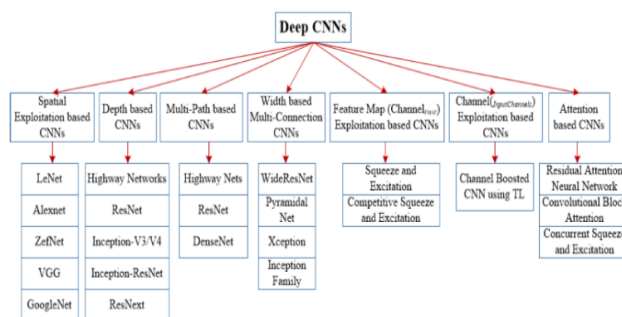 Deep CNNs
Spatial
Exploitation based
CNNs
Depth based
CNNs
Multi-Path based
CNNs
Width based
Multi-Connection
CNNs
Feature Map (ChannelFMap)
Exploitation based CNNs
Channel(InputChannels)
Exploitation based
CNNs
Attention
based CNNs
LeNet
Alexnet
ZefNet
VGG
GoogleNet
Highway Networks
ResNet
Inception-V3/V4
Inception-ResNet
ResNext
Highway Nets
ResNet
DenseNet
WideResNet
Pyramidal
Net
Xception
Inception
Family
Squeeze and
Excitation
Competitive Squeeze
and Excitation
Channel Boosted
CNN using TL
Residual Attention
Neural Network
Convolutional Block
Attention
Concurrent Squeeze
and Excitation